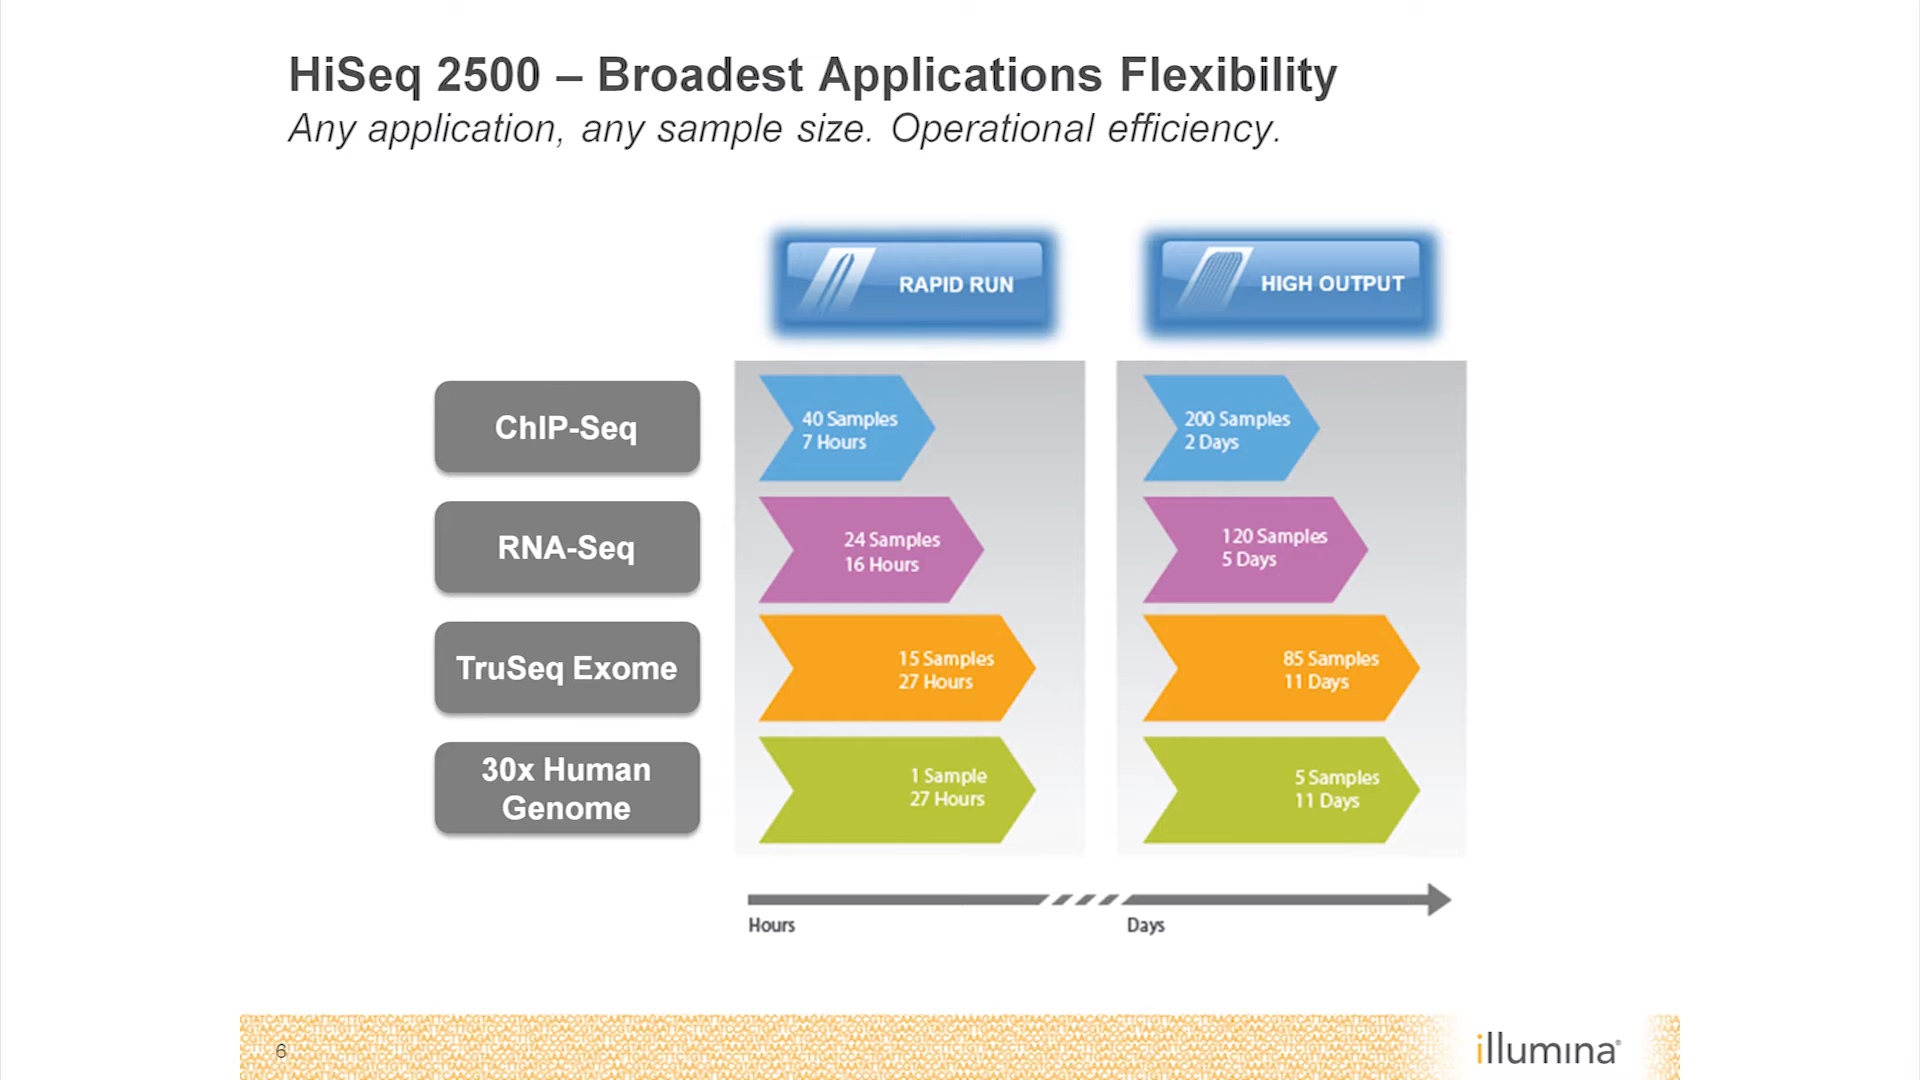 HiSeq 2500 – Broadest Applications Flexibility
Any application, any sample size. Operational efficiency.
RAPID RUN
HIGH OUTPUT
ChIP-Seq
40 Samples
7 Hours
200 Samples
2 Days
RNA-Seq
24 Samples
16 Hours
120 Samples
5 Days
TruSeq Exome
15 Samples
27 Hours
85 Samples
11 Days
30x Human
Genome
1 Sample
27 Hours
5 Samples
11 Days
Hours
Days
6
illumina®